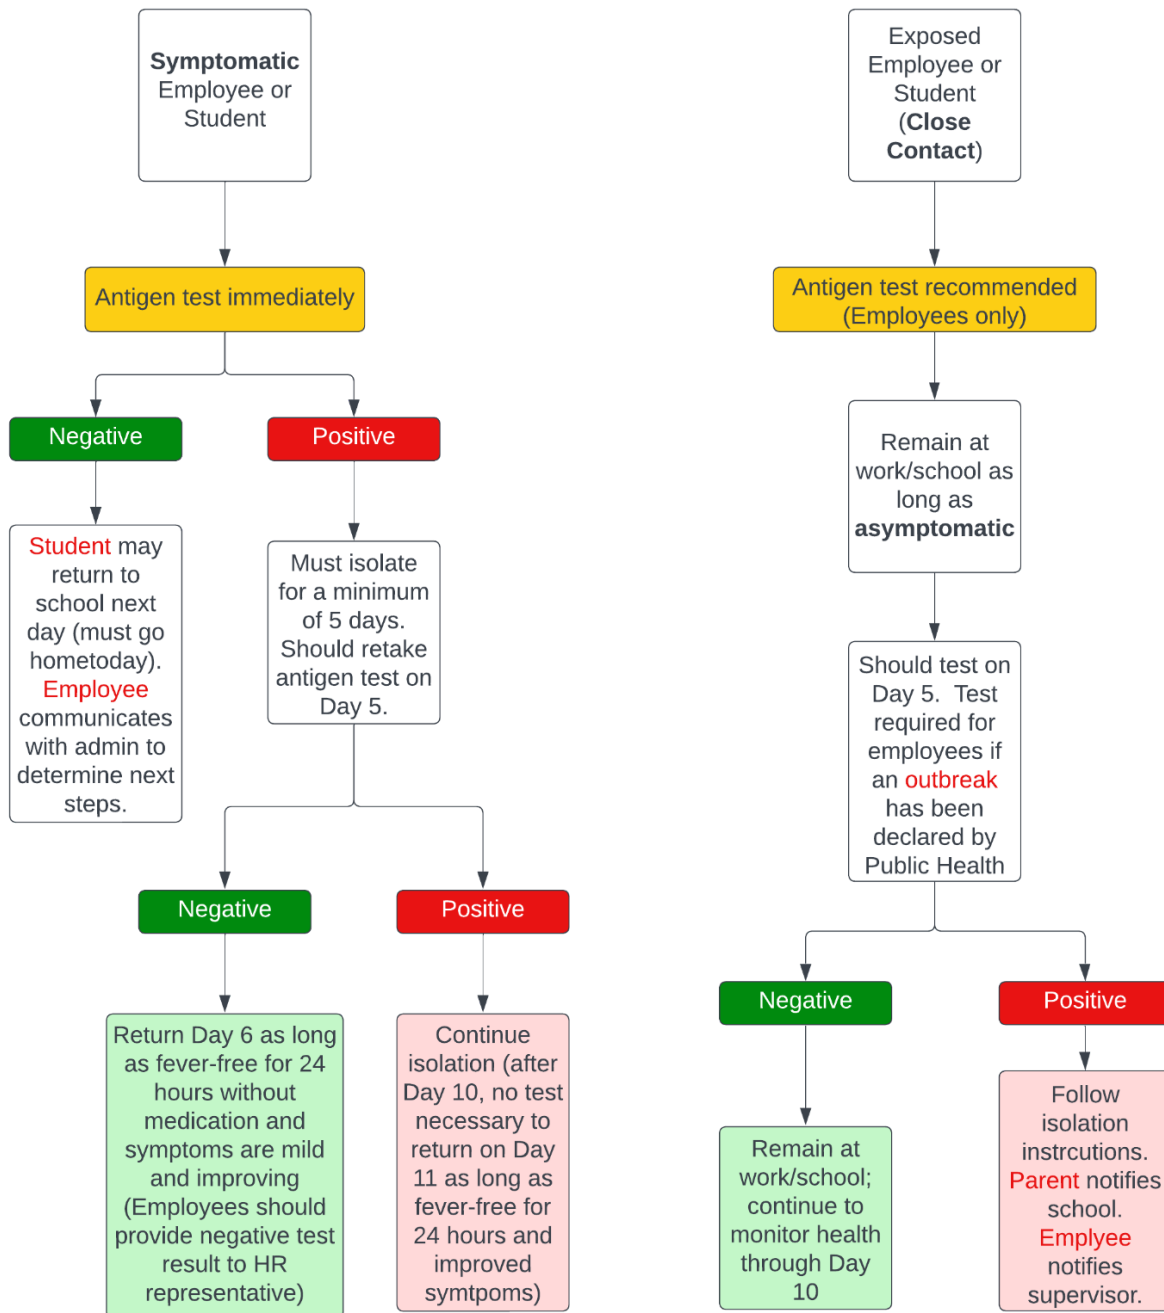 Symptomatic
Employee or
Student
Antigen test immediately
Negative
Positive
Student may
return to
school next
day (must go
hometoday).
Employee
communicates
with admin to
determine next
steps.
Must isolate
for a minimum
of 5 days.
Should retake
antigen test on
Day 5.
Negative
Positive
Return Day 6 as long
as fever-free for 24
hours without
medication and
symptoms are mild
and improving
(Employees should
provide negative test
result to HR
representative)
Continue
isolation (after
Day 10, no test
necessary to
return on Day
11 as long as
fever-free for
24 hours and
improved
symtpoms)
Exposed
Employee or
Student
(Close
Contact)
Antigen test recommended
(Employees only)
Remain at
work/school as
long as
asymptomatic
Should test on
Day 5.  Test
required for
employees if
an outbreak
has been
declared by
Public Health
Negative
Positive
Remain at
work/school;
continue to
monitor health
through Day
10
Follow
isolation
instrcutions.
Parent notifies
school.
Emplyee
notifies
supervisor.